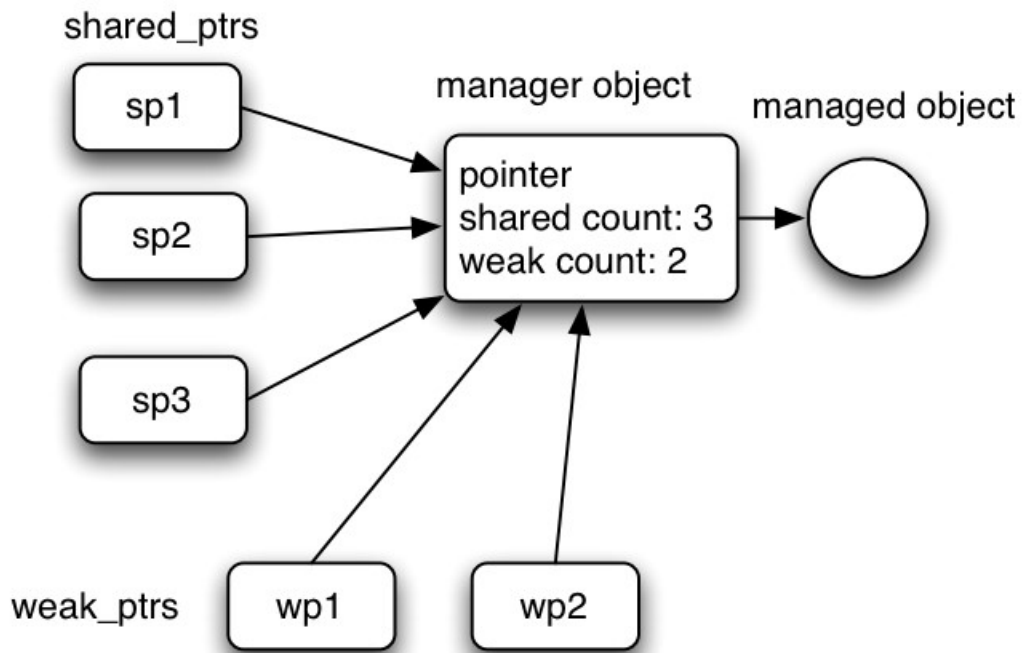 shared_ptrs
sp1
sp2
sp3
manager object
pointer
shared count: 3
weak count: 2
managed object
weak_ptrs
wp1
wp2